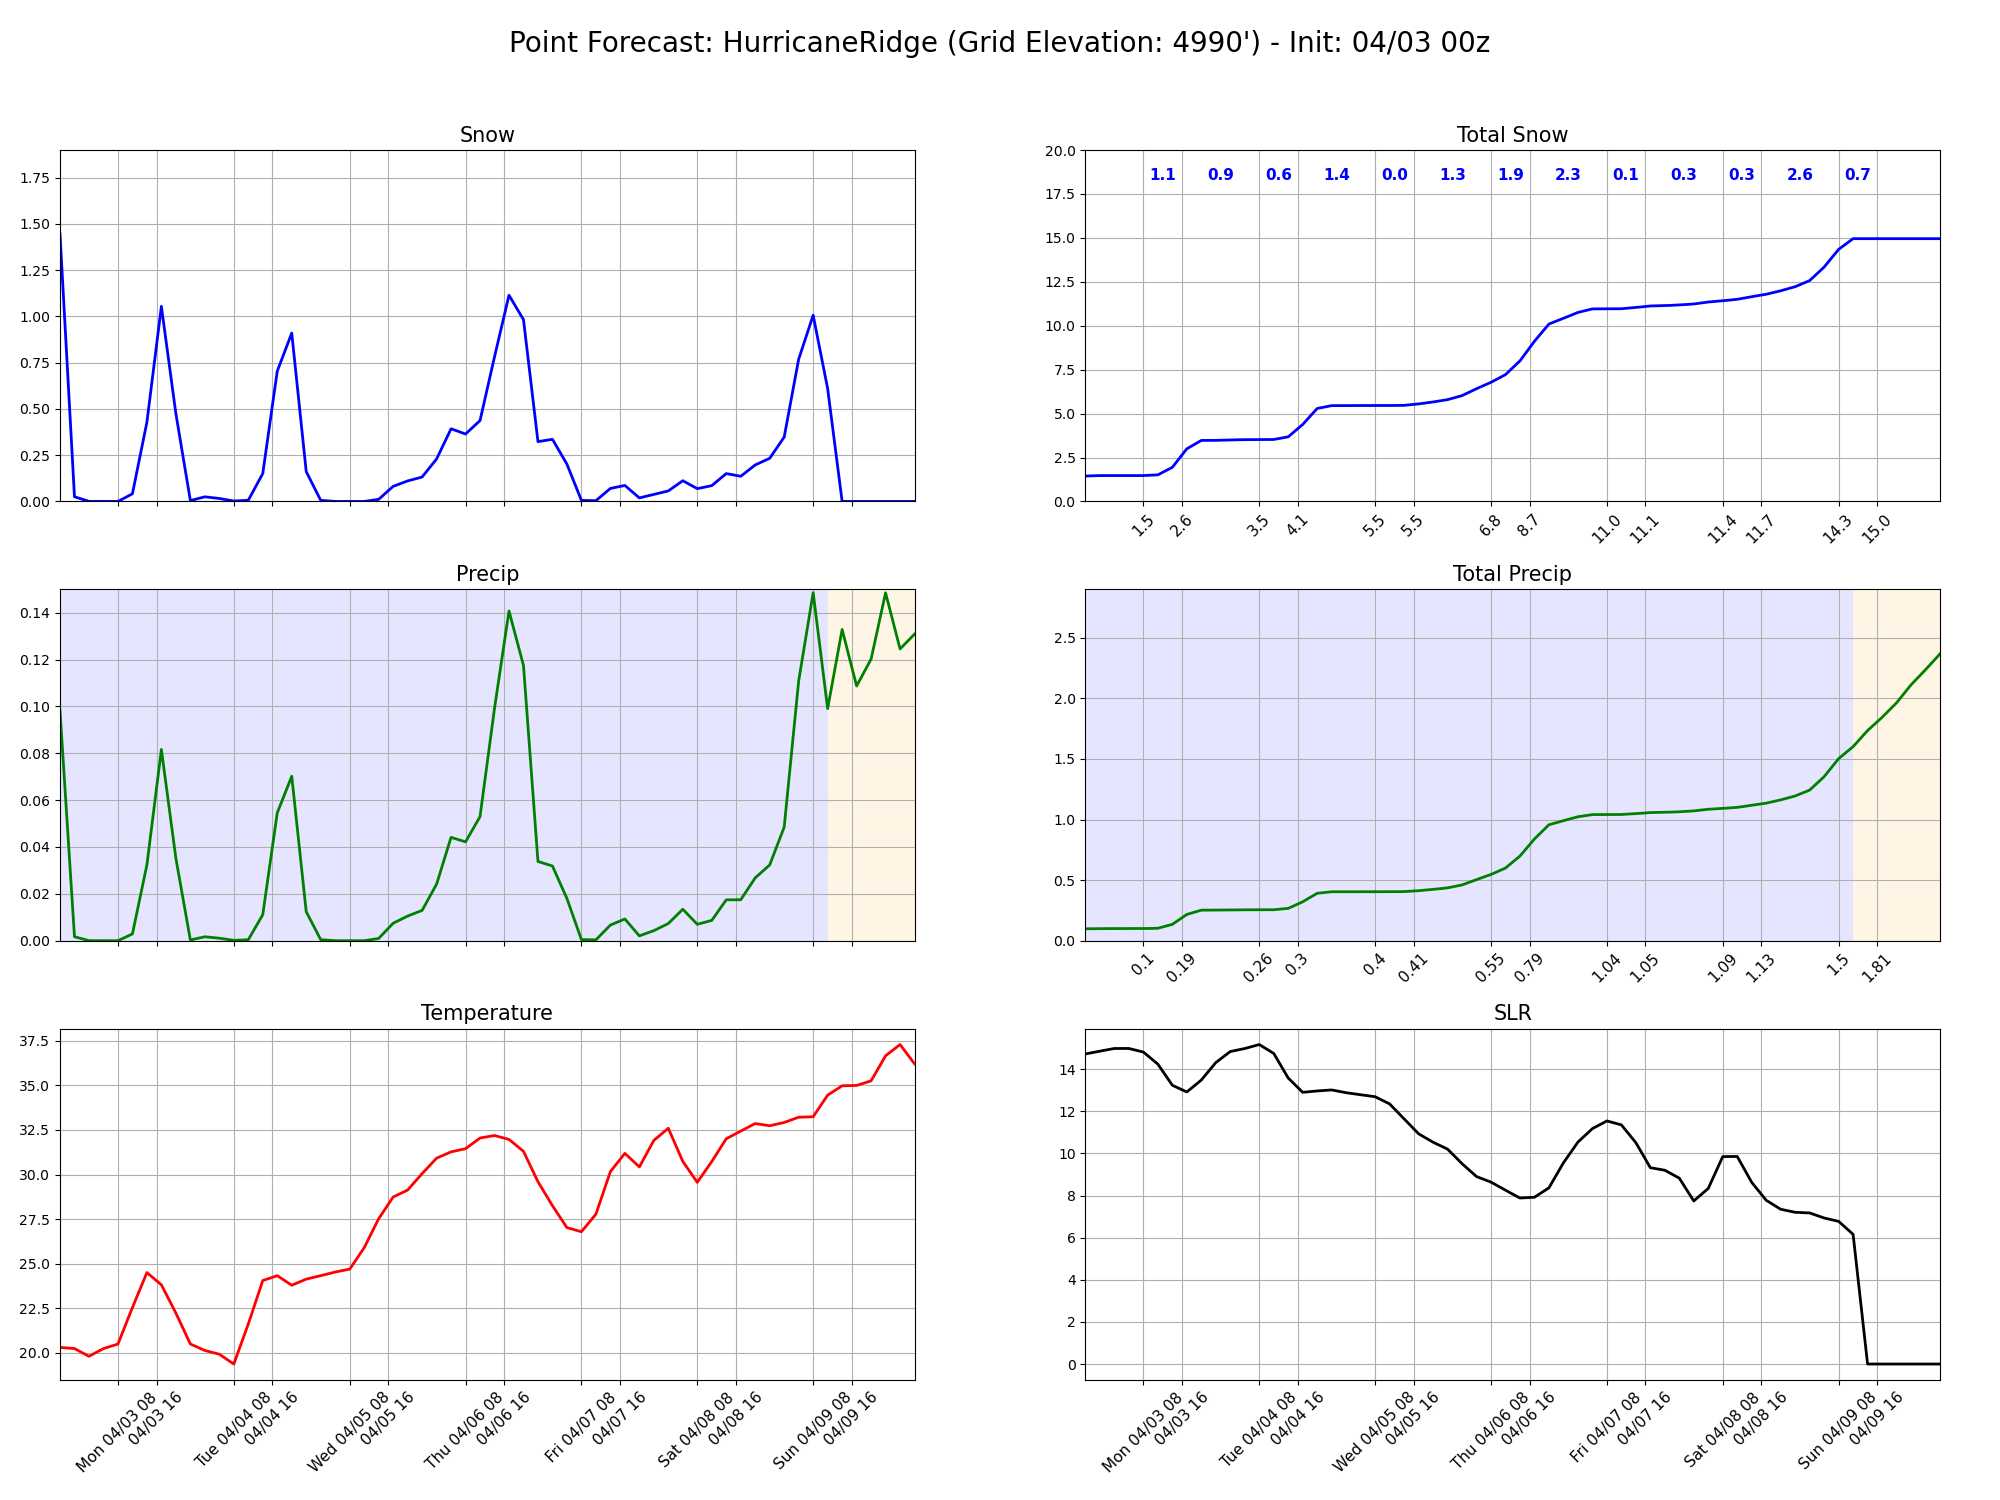 Point Forecast: HurricaneRidge (Grid Elevation: 4990') - Init: 04/03 00z
Snow
1.75
1.50
1.25
1.00
0.75
0.50
0.25
0.00
Total Snow
20.0
17.5
15.0
12.5
10.0
7.5
5.0
2.5
0.0
1.1 0.9 0.6 1.4 0.0 1.3 1.9 2.3 0.1 0.3 0.3 2.6 0.7
1.5 2.6 3.5 4.1 5.5 5.5 6.8 8.7 11.0 11.1 11.4 11.7 14.3 15.0
Precip
0.14
0.12
0.10
0.08
0.06
0.04
0.02
0.00
Total Precip
2.5
2.0
1.5
1.0
0.5
0.0
0.1 0.19 0.26 0.3 0.4 0.41 0.55 0.79 1.04 1.05 1.09 1.13 1.5 1.81
Temperature
37.5
35.0
32.5
30.0
27.5
25.0
22.5
20.0
Mon 04/03 08
04/03 16
Tue 04/04 08
04/04 16
Wed 04/05 08
04/05 16
Thu 04/06 08
04/06 16
Fri 04/07 08
04/07 16
Sat 04/08 08
04/08 16
Sun 04/09 08
04/09 16
SLR
14
12
10
8
6
4
2
0
Mon 04/03 08
04/03 16
Tue 04/04 08
04/04 16
Wed 04/05 08
04/05 16
Thu 04/06 08
04/06 16
Fri 04/07 08
04/07 16
Sat 04/08 08
04/08 16
Sun 04/09 08
04/09 16